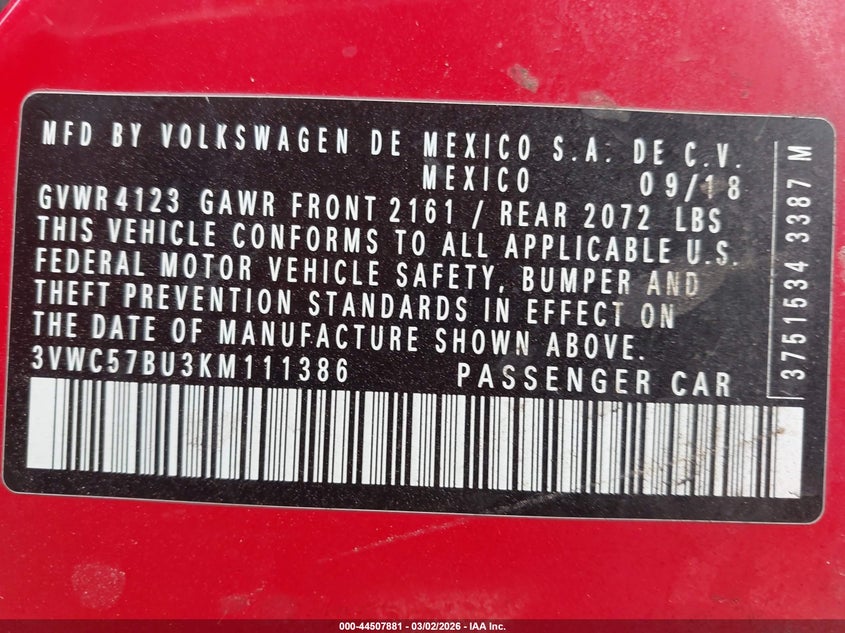 MFD BY VOLKSWAGEN DE MEXICO S.A. DE C.V.
MEXICO 09/18
GVWR 4123 GAWR FRONT 2161 / REAR 2072 LBS
THIS VEHICLE CONFORMS TO ALL APPLICABLE U.S.
FEDERAL MOTOR VEHICLE SAFETY, BUMPER AND
THEFT PREVENTION STANDARDS IN EFFECT ON
THE DATE OF MANUFACTURE SHOWN ABOVE.
3VWC57BU3KM111386 PASSENGER CAR
3751534 3387 M
000-44507881 - 03/02/2026 - IAA Inc.